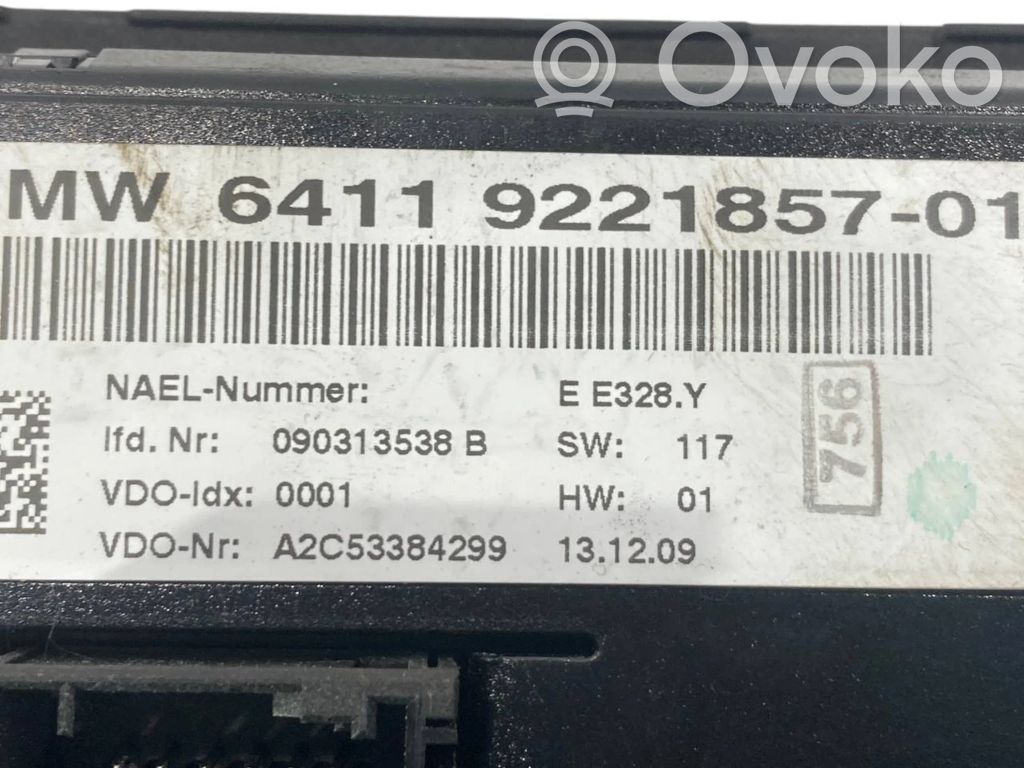 Ovoko
MW 6411 9221857-01
NAEL-Nummer: E E328.Y
lfd. Nr: 090313538 B SW: 117
VDO-Idx: 0001 HW: 01
VDO-Nr: A2C53384299 13.12.09
756